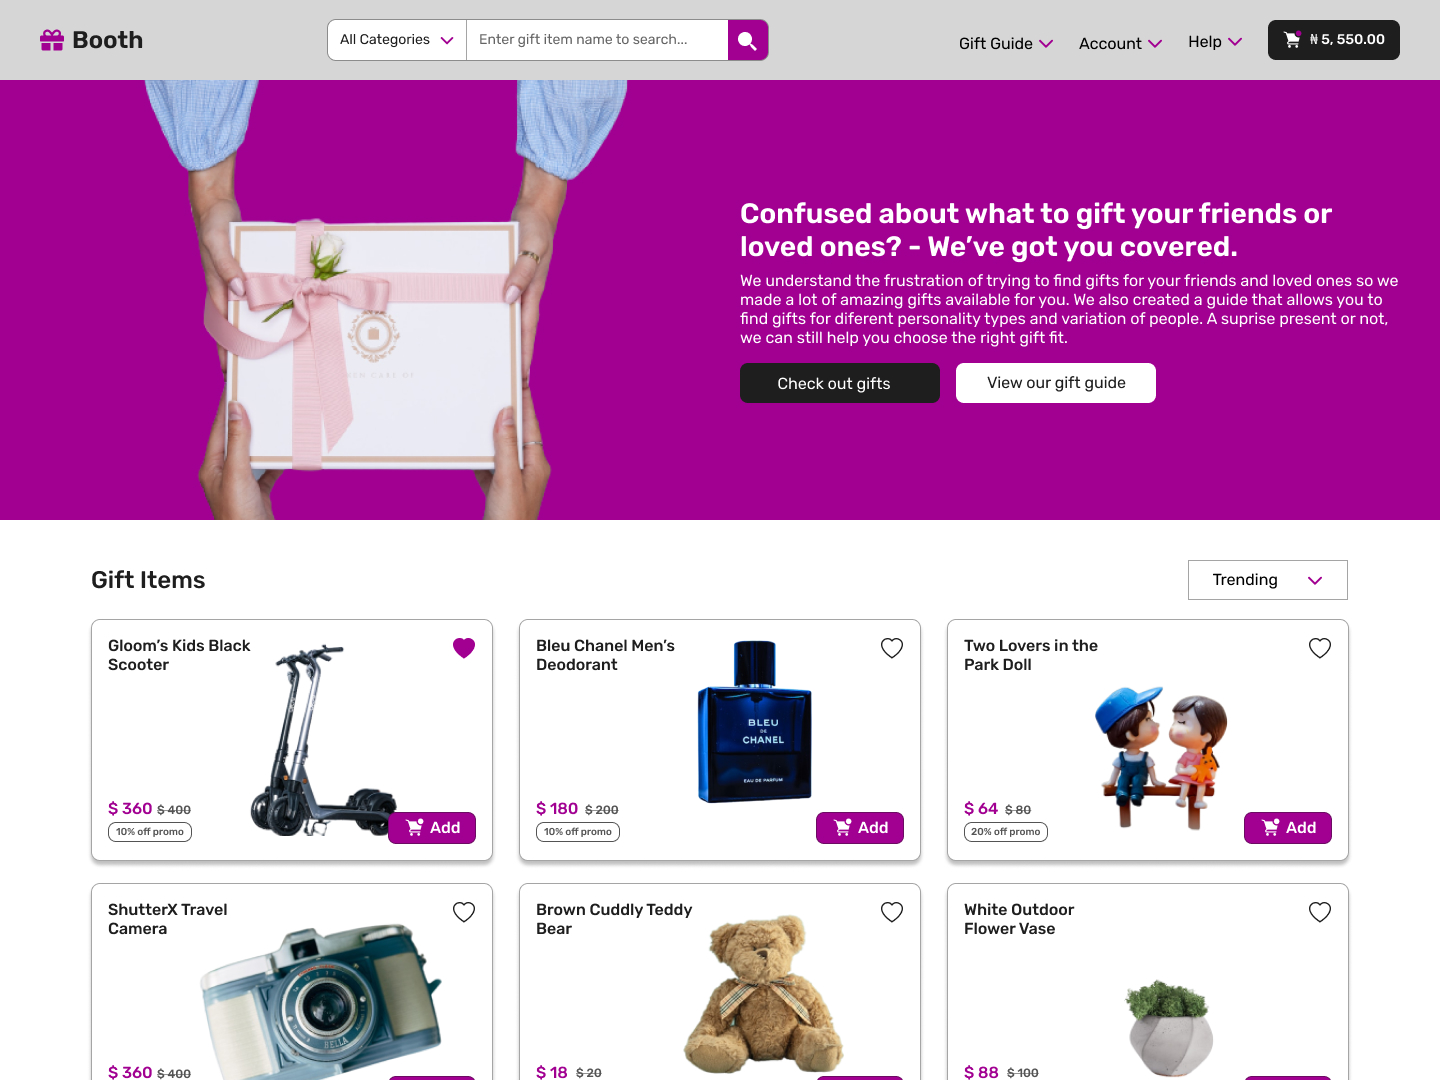 Booth
All Categories
Enter gift item name to search...
Gift Guide
Account
Help
₦ 5, 550.00
Confused about what to gift your friends or
loved ones? - We’ve got you covered.
We understand the frustration of trying to find gifts for your friends and loved ones so we
made a lot of amazing gifts available for you. We also created a guide that allows you to
find gifts for diferent personality types and variation of people. A suprise present or not,
we can still help you choose the right gift fit.
Check out gifts
View our gift guide
Gift Items
Trending
Gloom’s Kids Black
Scooter
$ 360 $ 400
10% off promo
Add
Bleu Chanel Men’s
Deodorant
BLEU
DE
CHANEL
EAU DE PARFUM
$ 180 $ 200
10% off promo
Add
Two Lovers in the
Park Doll
$ 64 $ 80
20% off promo
Add
ShutterX Travel
Camera
BELLA
$ 360 $ 400
Brown Cuddly Teddy
Bear
$ 18 $ 20
White Outdoor
Flower Vase
$ 88 $ 100